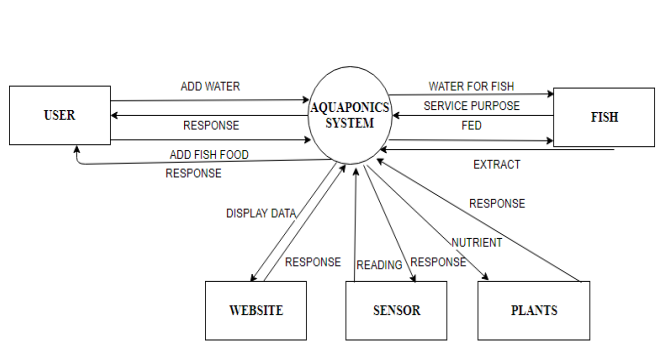 ADD WATER
WATER FOR FISH
USER
AQUAPONICS
SYSTEM
SERVICE PURPOSE
FISH
RESPONSE
FED
ADD FISH FOOD
RESPONSE
EXTRACT
RESPONSE
DISPLAY DATA
NUTRIENT
RESPONSE
READING
RESPONSE
WEBSITE
SENSOR
PLANTS